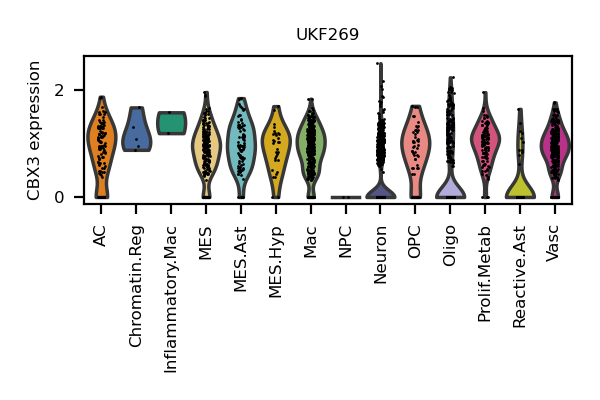 UKF269
CBX3 expression
2
0
AC
Chromatin.Reg
Inflammatory.Mac
MES
MES.Ast
MES.Hyp
Mac
NPC
Neuron
OPC
Oligo
Prolif.Metab
Reactive.Ast
Vasc